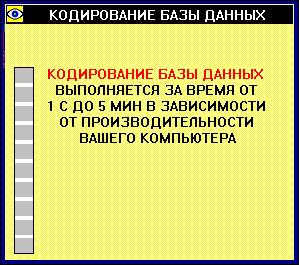 КОДИРОВАНИЕ БАЗЫ ДАННЫХ
КОДИРОВАНИЕ БАЗЫ ДАННЫХ
ВЫПОЛНЯЕТСЯ ЗА ВРЕМЯ ОТ
1 С ДО 5 МИН В ЗАВИСИМОСТИ
ОТ ПРОИЗВОДИТЕЛЬНОСТИ
ВАШЕГО КОМПЬЮТЕРА